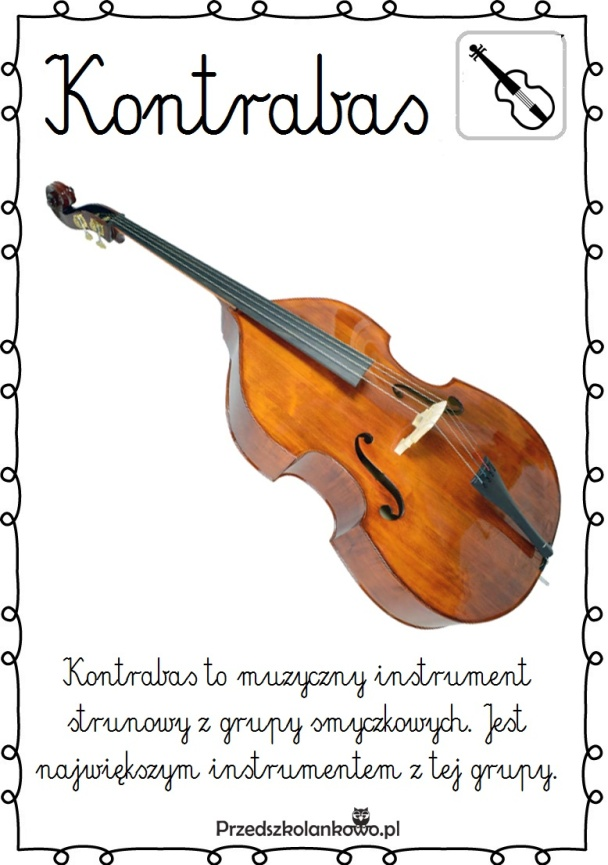 Kontrabas
Kontrabas to muzyczny instrument
strunowy z grupy smyczkowych. Jest
największym instrumentem z tej grupy.
Przedszkolankowo.pl